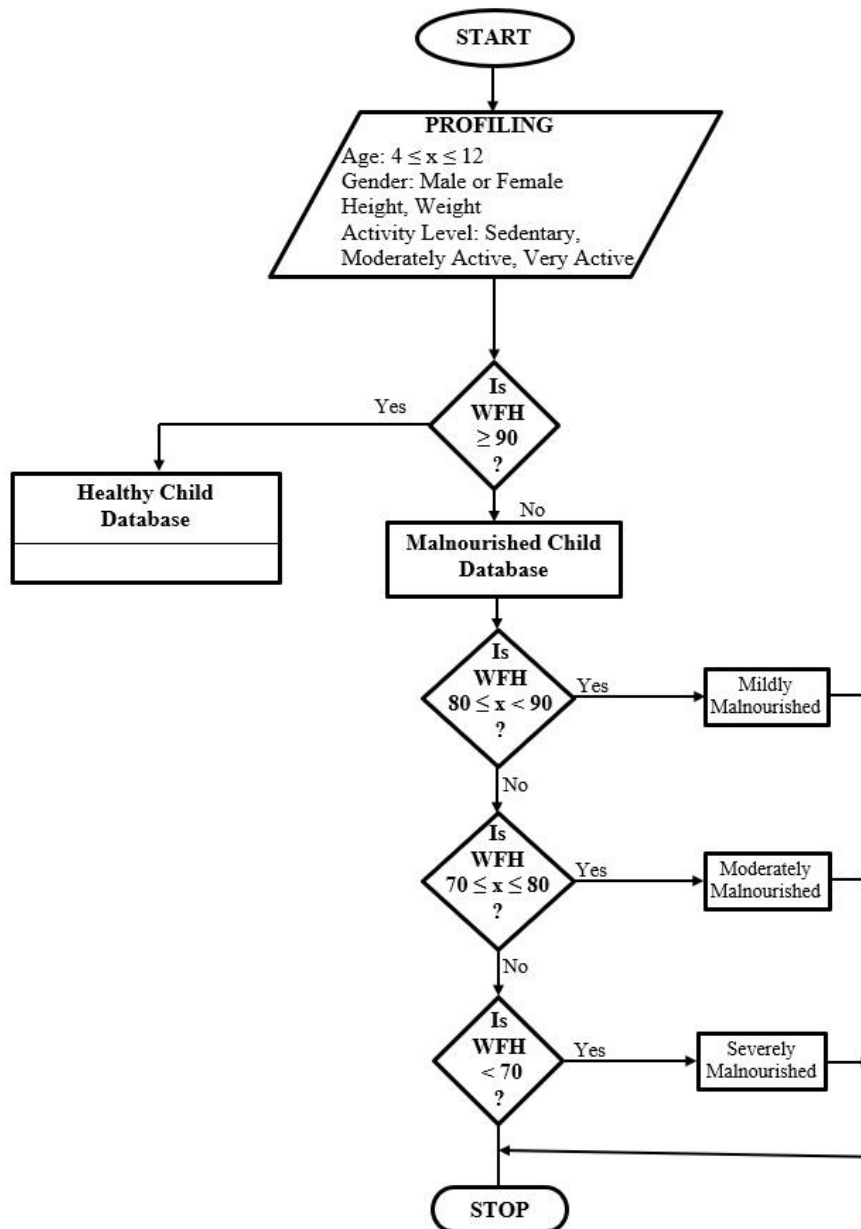 START
PROFILING
Age: 4 ≤ x ≤ 12
Gender: Male or Female
Height, Weight
Activity Level: Sedentary,
Moderately Active, Very Active
Is
WFH
≥ 90
?
Yes
No
Healthy Child
Database
Malnourished Child
Database
Is
WFH
80 ≤ x < 90
?
Yes
Mildly
Malnourished
No
Is
WFH
70 ≤ x ≤ 80
?
Yes
Moderately
Malnourished
No
Is
WFH
< 70
?
Yes
Severely
Malnourished
STOP